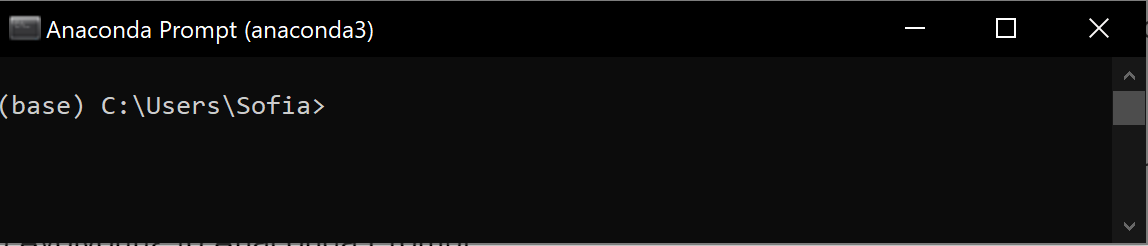 Anaconda Prompt (anaconda3)
(base) C:\Users\Sofia>